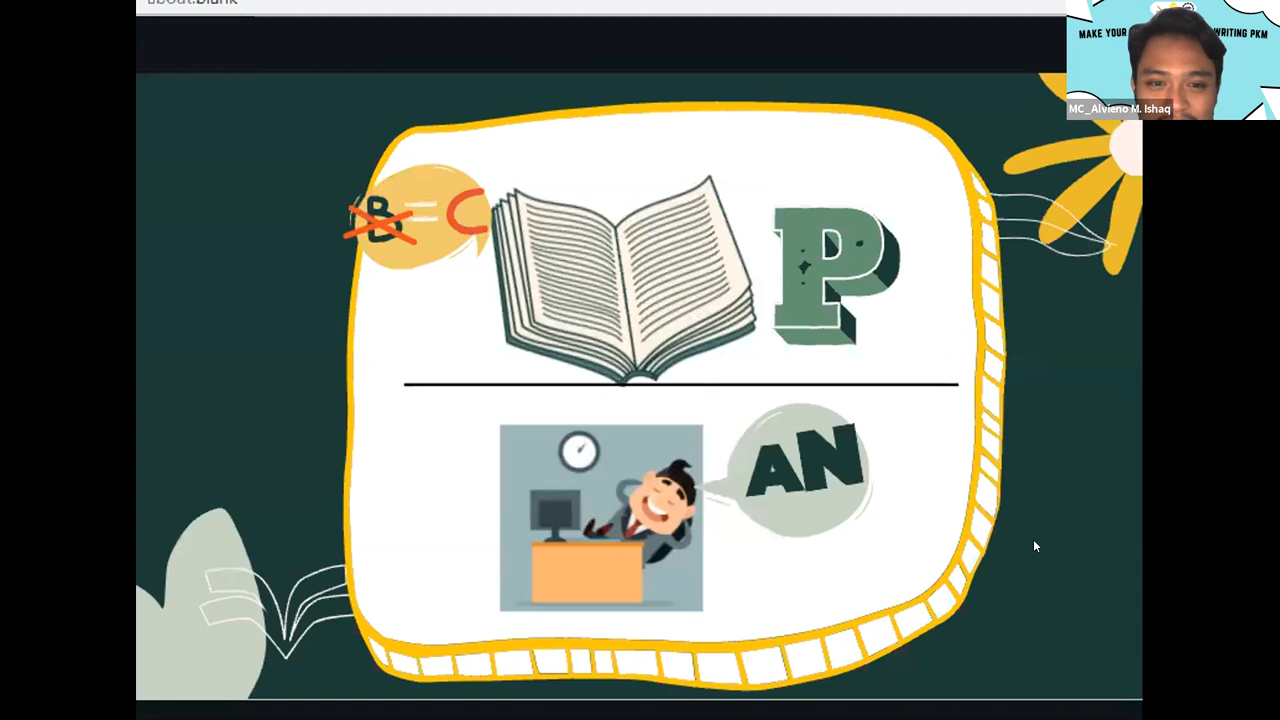 about:blank
MAKE YOUR WRITING PKM
MC_Alvieno M. Ishaq
B = C
P
AN